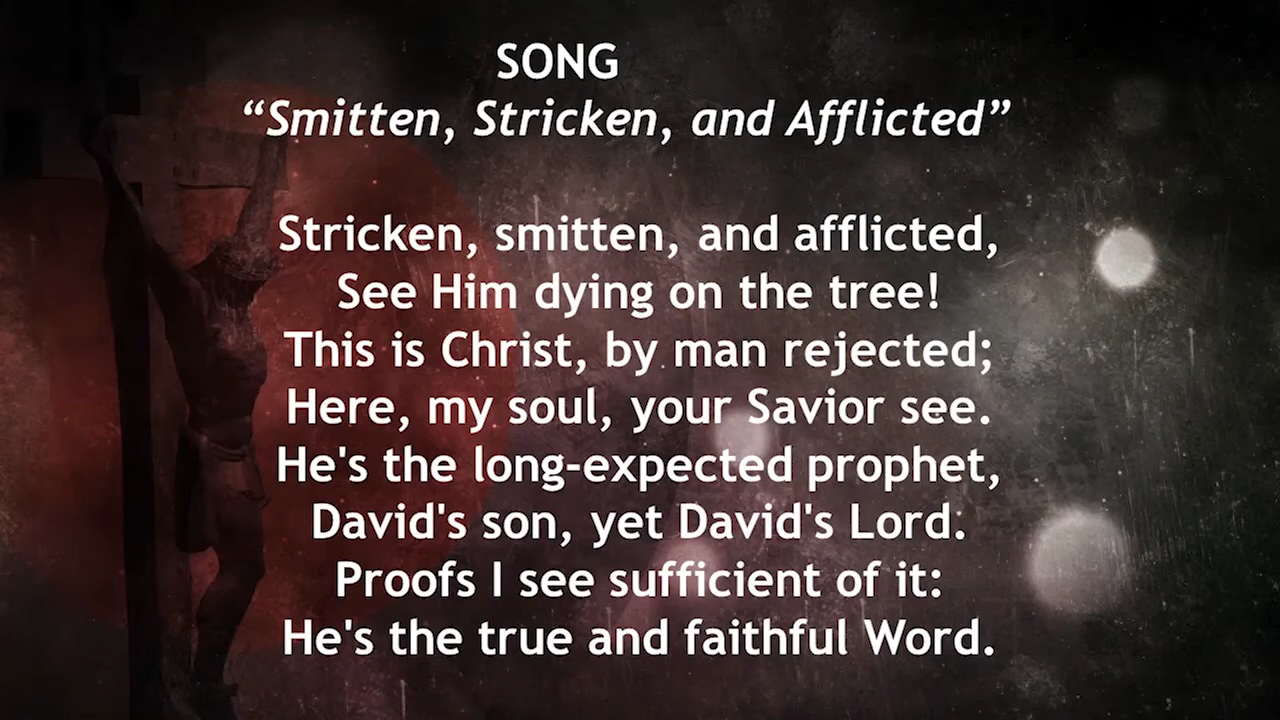 SONG
“Smitten, Stricken, and Afflicted”
Stricken, smitten, and afflicted,
See Him dying on the tree!
This is Christ, by man rejected;
Here, my soul, your Savior see.
He's the long-expected prophet,
David's son, yet David's Lord.
Proofs I see sufficient of it:
He's the true and faithful Word.